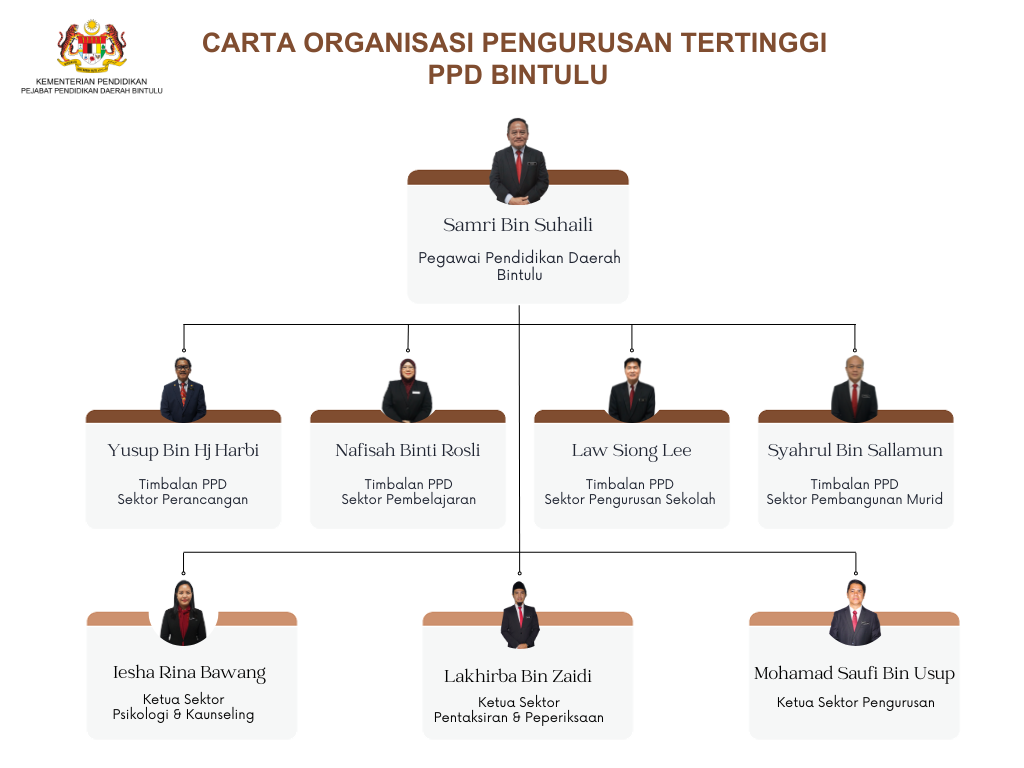 CARTA ORGANISASI PENGURUSAN TERTINGGI
PPD BINTULU
KEMENTERIAN PENDIDIKAN
PEJABAT PENDIDIKAN DAERAH BINTULU
Samri Bin Suhaili
Pegawai Pendidikan Daerah
Bintulu
Yusup Bin Hj Harbi
Timbalan PPD
Sektor Perancangan
Nafisah Binti Rosli
Timbalan PPD
Sektor Pembelajaran
Law Siong Lee
Timbalan PPD
Sektor Pengurusan Sekolah
Syahrul Bin Sallamun
Timbalan PPD
Sektor Pembangunan Murid
Iesha Rina Bawang
Ketua Sektor
Psikologi & Kaunseling
Lakhirba Bin Zaidi
Ketua Sektor
Pentaksiran & Peperiksaan
Mohamad Saufi Bin Usup
Ketua Sektor Pengurusan